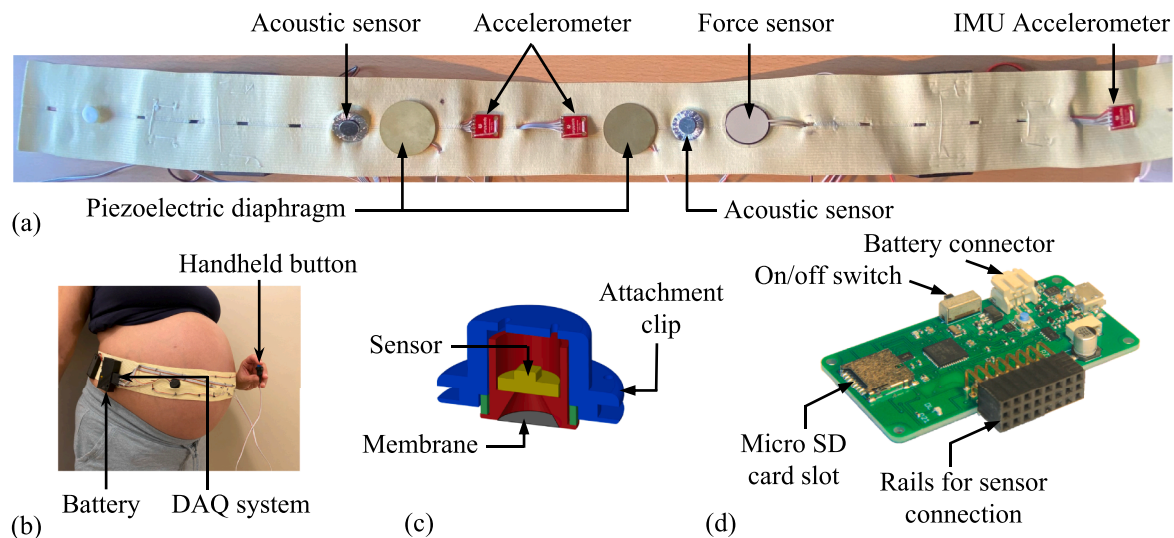 Acoustic sensor
Accelerometer
Force sensor
IMU Accelerometer
Piezoelectric diaphragm
Acoustic sensor
(a)
Handheld button
Battery
DAQ system
(b)
Sensor
Attachment
clip
Membrane
(c)
Battery connector
On/off switch
Micro SD
card slot
Rails for sensor
connection
(d)